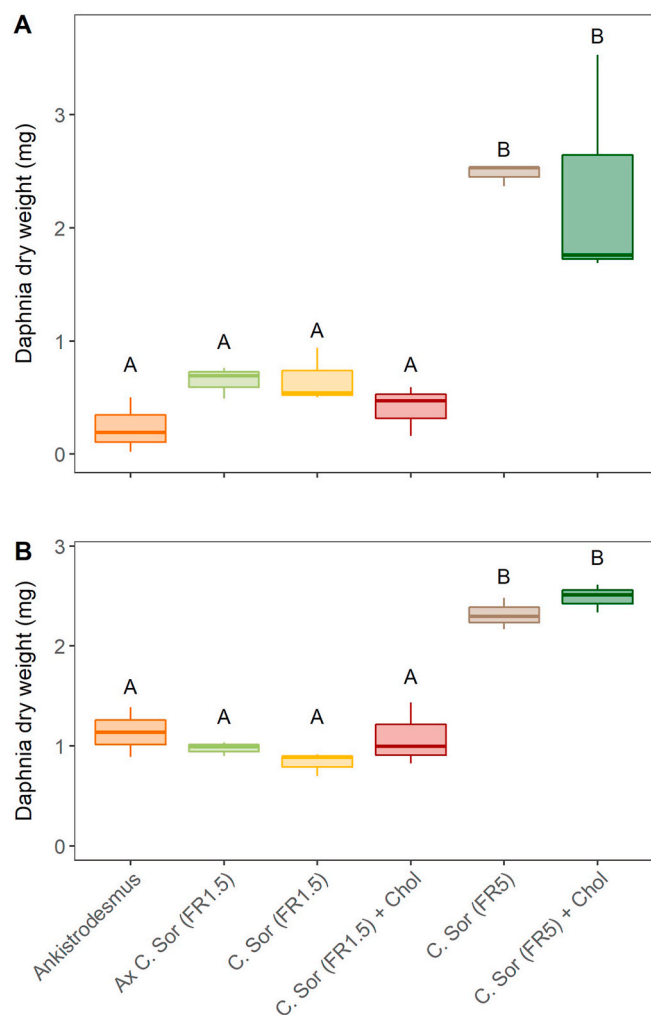 A
B
B
3
Daphnia dry weight (mg)
2
A
A
A
A
1
0
B
3
B
B
Daphnia dry weight (mg)
2
A
A
A
A
1
0
Ankistrodesmus
Ax C. Sor (FR1.5)
C. Sor (FR1.5)
C. Sor (FR1.5) + Chol
C. Sor (FR5)
C. Sor (FR5) + Chol